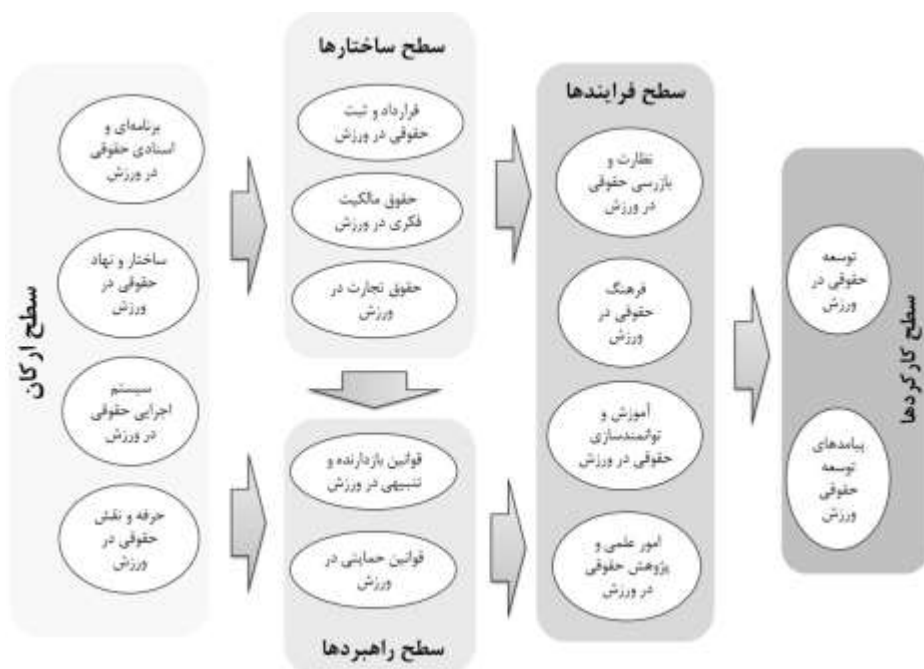 سطح ارکان
برنامه‌ای و
اسنادی حقوقی
در ورزش
ساختار و نهاد
حقوقی در
ورزش
سیستم
اجرایی حقوقی
در ورزش
حرفه و نقش
حقوقی در
ورزش
سطح ساختارها
قرارداد و ثبت
حقوقی در ورزش
حقوق مالکیت
فکری در ورزش
حقوق تجارت در
ورزش
قوانین بازدارنده و
تنبیهی در ورزش
قوانین حمایتی در
ورزش
سطح راهبردها
سطح فرایندها
نظارت و
بازرسی حقوقی
در ورزش
فرهنگ
حقوقی در
ورزش
آموزش و
توانمندسازی
حقوقی در ورزش
امور علمی و
پژوهش حقوقی
در ورزش
سطح کارکردها
توسعه
حقوقی در
ورزش
پیامدهای
توسعه
حقوقی
ورزش